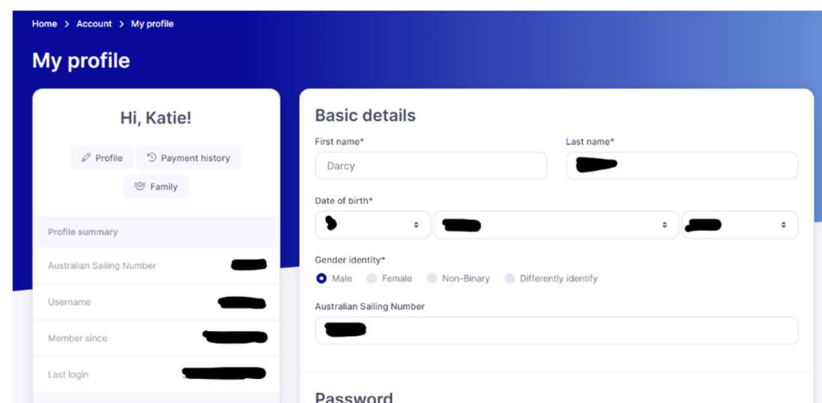 Home > Account > My profile
My profile
Hi, Katie!
Profile
Payment history
Family
Profile summary
Australian Sailing Number
Username
Member since
Last login
Basic details
First name*
Last name*
Darcy
Date of birth*
Gender identity*
Male Female Non-Binary Differently identify
Australian Sailing Number
Password